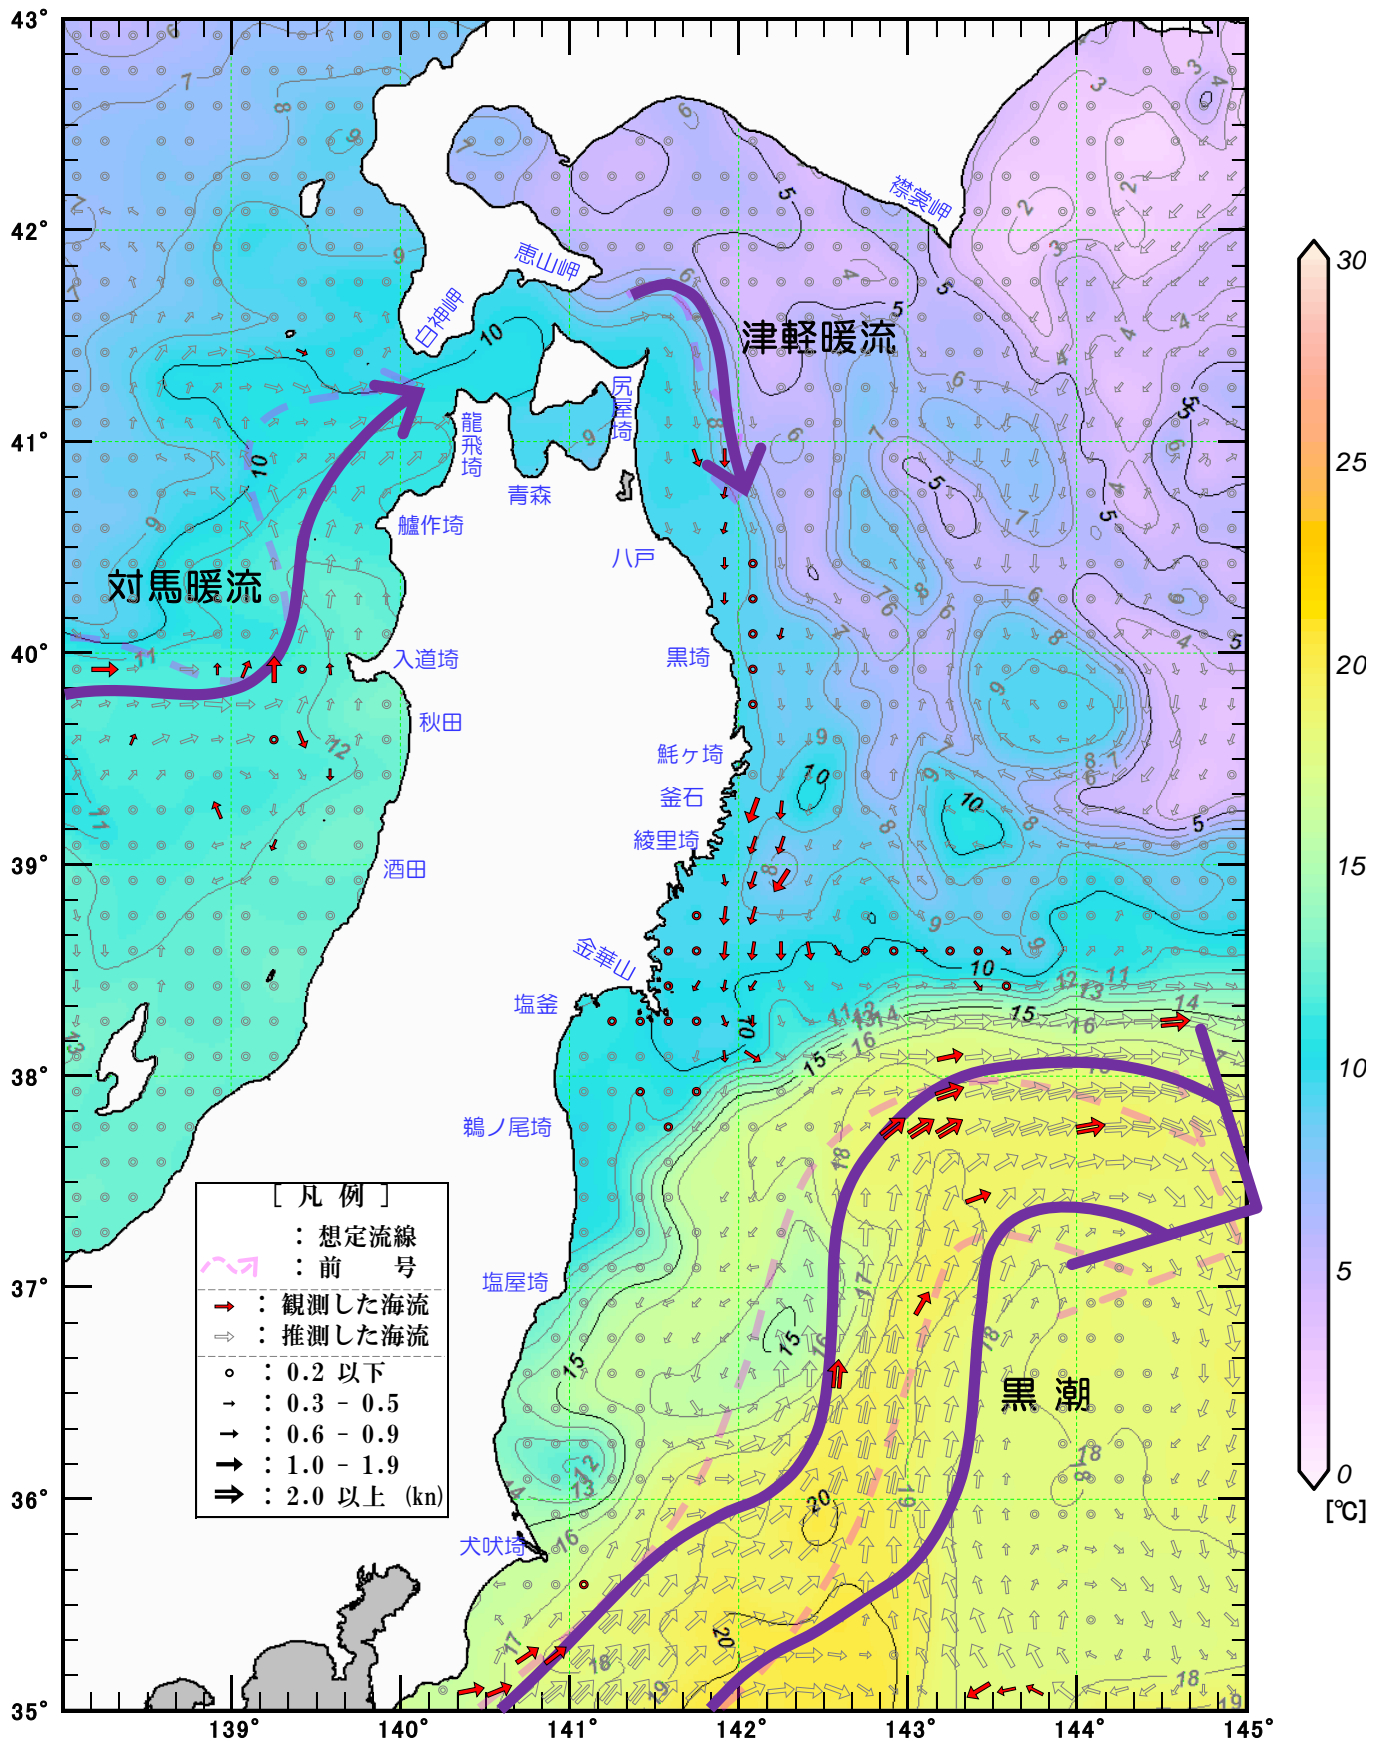 43°
42°
41°
40°
39°
38°
37°
36°
35°
139°
140°
141°
142°
143°
144°
145°
襟裳岬
恵山岬
白神岬
津軽暖流
龍飛埼
尻屋埼
青森
艫作埼
八戸
対馬暖流
入道埼
黒埼
秋田
魹ヶ埼
釜石
綾里埼
酒田
金華山
塩釜
鵜ノ尾埼
塩屋埼
犬吠埼
黒潮
[ 凡 例 ]
: 想定流線
: 前 号
: 観測した海流
: 推測した海流
: 0.2 以下
: 0.3 - 0.5
: 0.6 - 0.9
: 1.0 - 1.9
: 2.0 以上 (kn)
30
25
20
15
10
5
0
[℃]